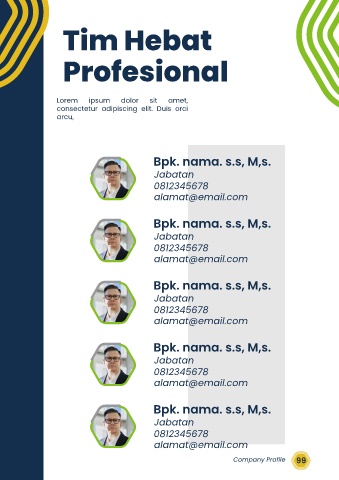 Tim Hebat
Profesional
Lorem ipsum dolor sit amet,
consectetur adipiscing elit. Duis orci
arcu,
Bpk. nama. s.s, M,s.
Jabatan
0812345678
alamat@email.com
Bpk. nama. s.s, M,s.
Jabatan
0812345678
alamat@email.com
Bpk. nama. s.s, M,s.
Jabatan
0812345678
alamat@email.com
Bpk. nama. s.s, M,s.
Jabatan
0812345678
alamat@email.com
Bpk. nama. s.s, M,s.
Jabatan
0812345678
alamat@email.com
Company Profile 99